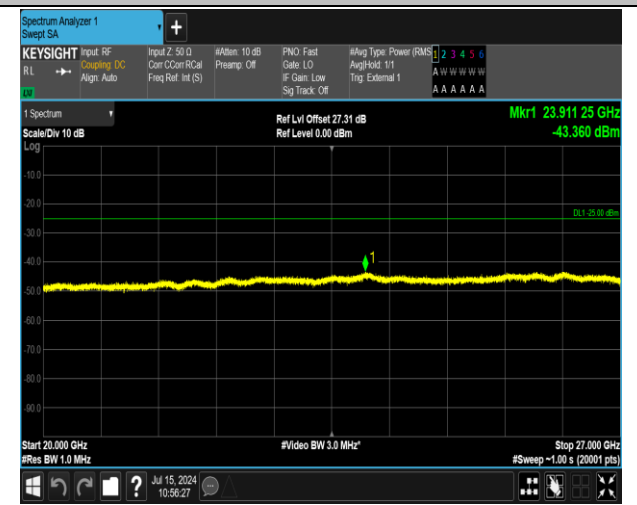 Spectrum Analyzer 1
Swept SA
KEYSIGHT
RL
LW
Input: RF
Coupling: DC
Align: Auto
Input Z: 50 Ω
Corr CCorr RCal
Freq Ref: Int (S)
#Atten: 10 dB
Preamp: Off
PNO: Fast
Gate: LO
IF Gain: Low
Sig Track: Off
#Avg Type: Power (RMS
Avg|Hold: 1/1
Trig: External 1
1 2 3 4 5 6
A W W W W W
A A A A A A
1 Spectrum
Scale/Div 10 dB
Log
Ref Lvl Offset 27.31 dB
Ref Level 0.00 dBm
Mkr1 23.911 25 GHz
-43.360 dBm
-10.0
-20.0
DL1 -25.00 dBm
-30.0
-40.0
1
-50.0
-60.0
-70.0
-80.0
-90.0
Start 20.000 GHz
#Res BW 1.0 MHz
#Video BW 3.0 MHz*
Stop 27.000 GHz
#Sweep ~1.00 s (20001 pts)
?
Jul 15, 2024
10:56:27